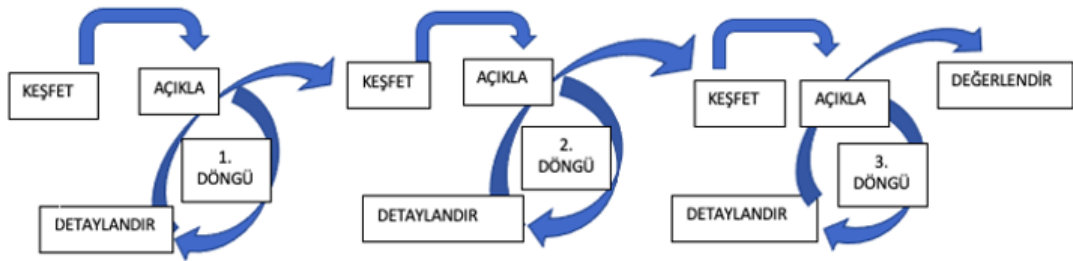 KEŞFET
AÇIKLA
1.
DÖNGÜ
DETAYLANDIR
KEŞFET
AÇIKLA
2.
DÖNGÜ
DETAYLANDIR
KEŞFET
AÇIKLA
3.
DÖNGÜ
DETAYLANDIR
DEĞERLENDİR